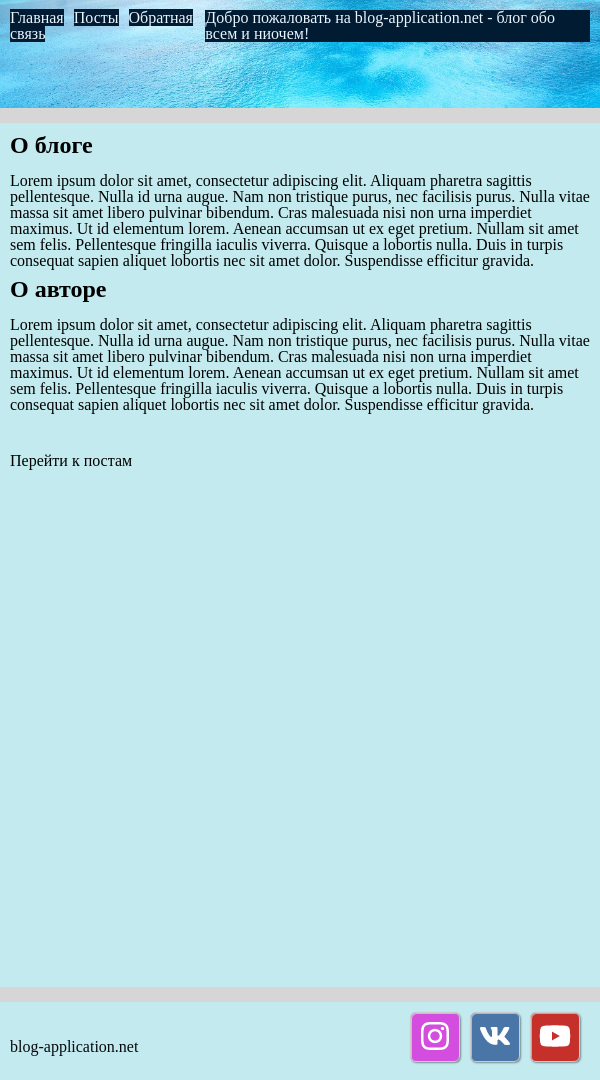 Главная Посты Обратная
связь
Добро пожаловать на blog-application.net - блог обо
всем и ниочем!
О блоге
Lorem ipsum dolor sit amet, consectetur adipiscing elit. Aliquam pharetra sagittis
pellentesque. Nulla id urna augue. Nam non tristique purus, nec facilisis purus. Nulla vitae
massa sit amet libero pulvinar bibendum. Cras malesuada nisi non urna imperdiet
maximus. Ut id elementum lorem. Aenean accumsan ut ex eget pretium. Nullam sit amet
sem felis. Pellentesque fringilla iaculis viverra. Quisque a lobortis nulla. Duis in turpis
consequat sapien aliquet lobortis nec sit amet dolor. Suspendisse efficitur gravida.
О авторе
Lorem ipsum dolor sit amet, consectetur adipiscing elit. Aliquam pharetra sagittis
pellentesque. Nulla id urna augue. Nam non tristique purus, nec facilisis purus. Nulla vitae
massa sit amet libero pulvinar bibendum. Cras malesuada nisi non urna imperdiet
maximus. Ut id elementum lorem. Aenean accumsan ut ex eget pretium. Nullam sit amet
sem felis. Pellentesque fringilla iaculis viverra. Quisque a lobortis nulla. Duis in turpis
consequat sapien aliquet lobortis nec sit amet dolor. Suspendisse efficitur gravida.
Перейти к постам
blog-application.net